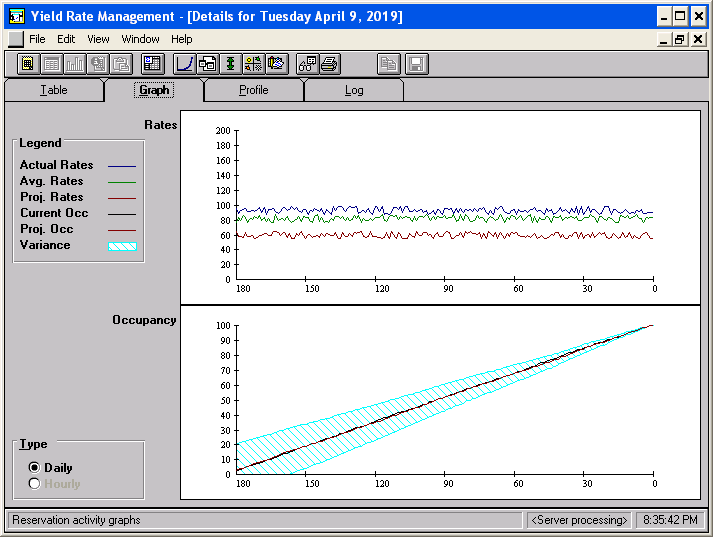 Yield Rate Management - [Details for Tuesday April 9, 2019]
File Edit View Window Help
Table Graph Profile Log
Rates
Legend
Actual Rates
Avg. Rates
Proj. Rates
Current Occ
Proj. Occ
Variance
200
180
160
140
120
100
80
60
40
20
0
180 150 120 90 60 30 0
Occupancy
100
90
80
70
60
50
40
30
20
10
0
180 150 120 90 60 30 0
Type
Daily
Hourly
Reservation activity graphs <Server processing> 8:35:42 PM